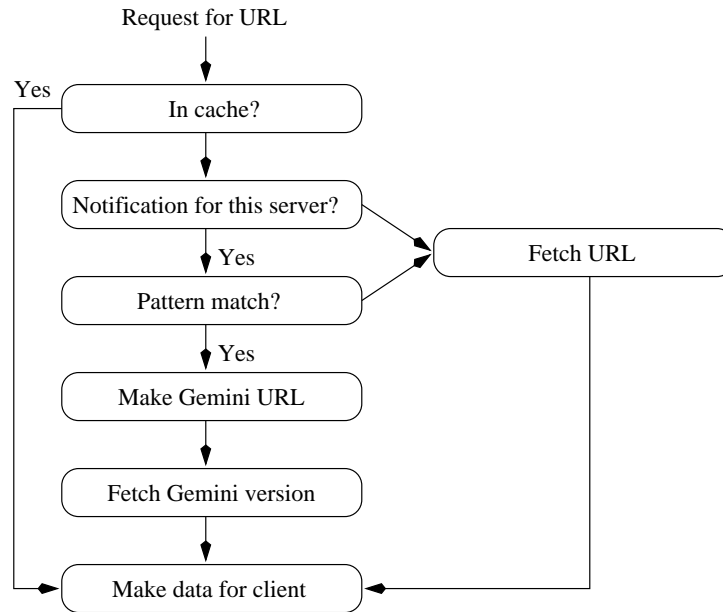 Request for URL
Yes
In cache?
Notification for this server?
Yes
Fetch URL
Pattern match?
Yes
Make Gemini URL
Fetch Gemini version
Make data for client